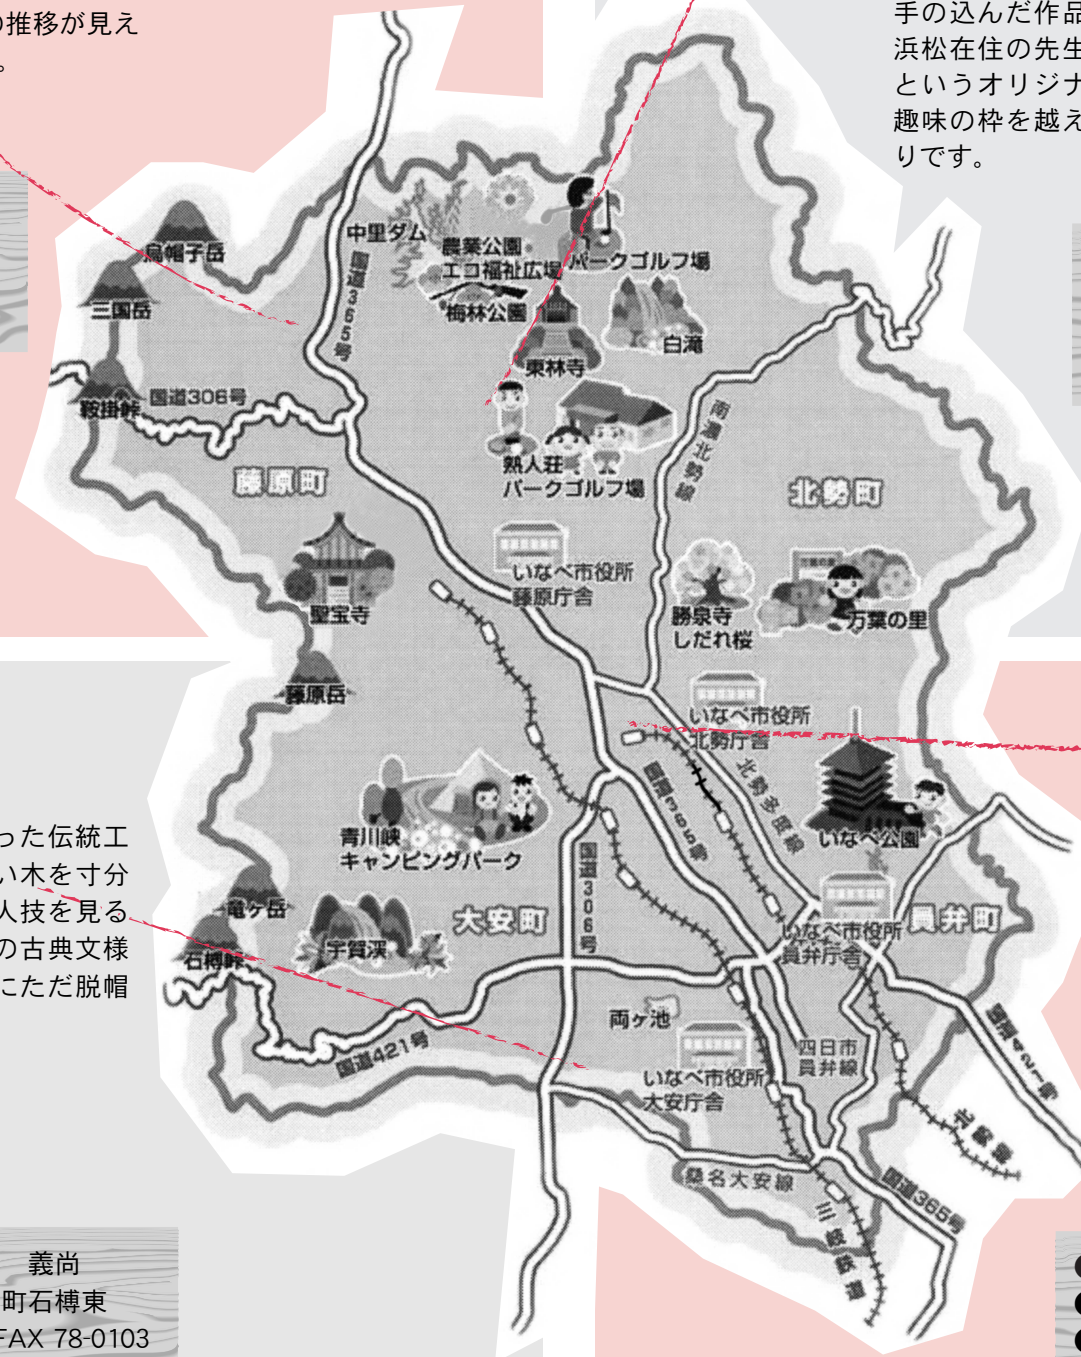 の推移が見え
。
手の込んだ作品
浜松在住の先生
というオリジナ
趣味の枠を越え
りです。
烏帽子岳
三国岳
鞍掛峠
国道306号
国道365号
中里ダム
農業公園
エコ福祉広場
梅林公園
パークゴルフ場
東林寺
白滝
熟人荘
パークゴルフ場
南濃北勢線
藤原町
北勢町
いなべ市役所
藤原庁舎
聖宝寺
藤原岳
勝泉寺
しだれ桜
万葉の里
いなべ市役所
北勢庁舎
北勢多度線
国道365号
いなべ公園
青川峡
キャンピングパーク
国道306号
竜ヶ岳
石榑峠
宇賀渓
大安町
いなべ市役所
員弁庁舎
員弁町
国道421号
両ヶ池
いなべ市役所
大安庁舎
四日市
員弁線
国道421号
北勢線
桑名大安線
三岐鉄道
国道365号
った伝統工
い木を寸分
人技を見る
の古典文様
にただ脱帽
義尚
町石榑東
FAX 78-0103